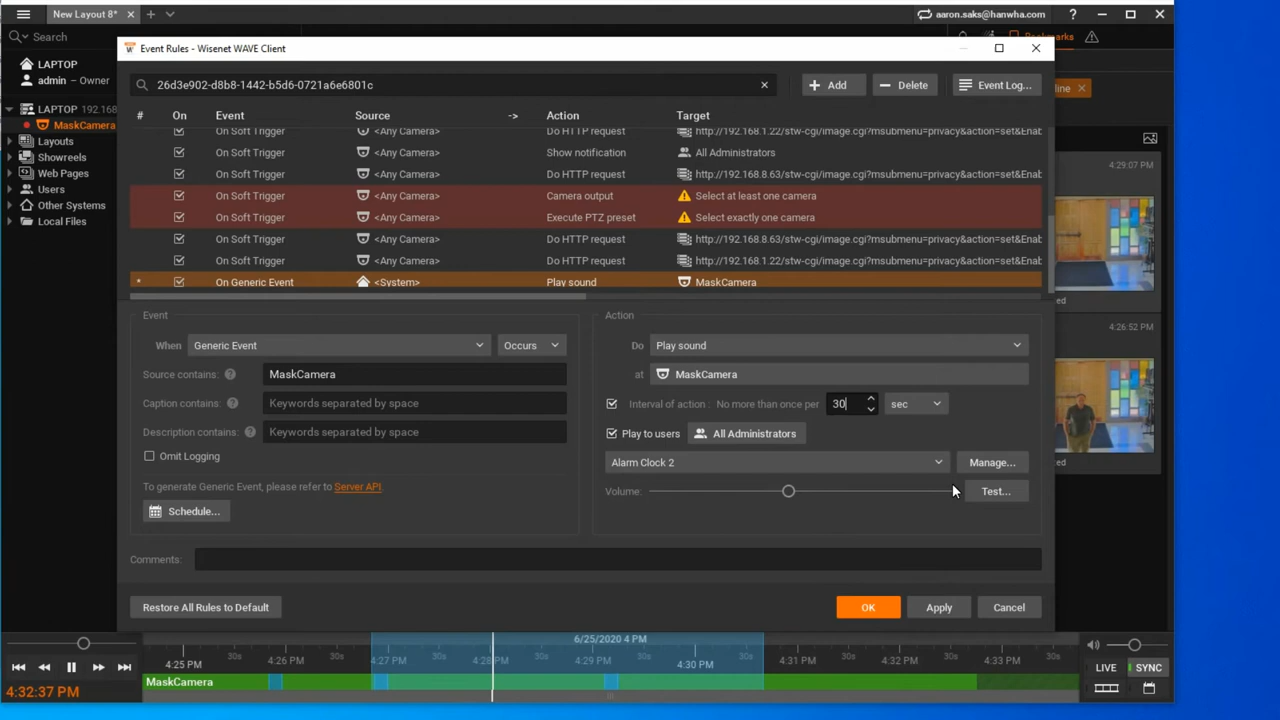 New Layout 8*
aaron.saks@hanwha.com
Search
Bookmarks
Event Rules - Wisenet WAVE Client
LAPTOP
admin – Owner
LAPTOP 192.168
MaskCamera
Layouts
Showreels
Web Pages
Users
Other Systems
Local Files
26d3e902-d8b8-1442-b5d6-0721a6e6801c
Add
Delete
Event Log...
# On Event Source -> Action Target
On Soft Trigger <Any Camera> Do HTTP request http://192.168.1.22/stw-cgi/image.cgi?msubmenu=privacy&action=set&Enab
On Soft Trigger <Any Camera> Show notification All Administrators
On Soft Trigger <Any Camera> Do HTTP request http://192.168.8.63/stw-cgi/image.cgi?msubmenu=privacy&action=set&Enab
On Soft Trigger <Any Camera> Camera output Select at least one camera
On Soft Trigger <Any Camera> Execute PTZ preset Select exactly one camera
On Soft Trigger <Any Camera> Do HTTP request http://192.168.8.63/stw-cgi/image.cgi?msubmenu=privacy&action=set&Enab
On Soft Trigger <Any Camera> Do HTTP request http://192.168.1.22/stw-cgi/image.cgi?msubmenu=privacy&action=set&Enab
* On Generic Event <System> Play sound MaskCamera
line
4:29:07 PM
4:26:52 PM
Event
When Generic Event Occurs
Source contains: ? MaskCamera
Caption contains: ? Keywords separated by space
Description contains: ? Keywords separated by space
Omit Logging
To generate Generic Event, please refer to Server API.
Schedule...
Action
Do Play sound
at MaskCamera
Interval of action : No more than once per 30 sec
Play to users All Administrators
Alarm Clock 2 Manage...
Volume: Test...
Comments:
Restore All Rules to Default
OK
Apply
Cancel
6/25/2020 4 PM
4:25 PM 30s 4:26 PM 30s 4:27 PM 30s 4:28 PM 30s 4:29 PM 30s 4:30 PM 30s 4:31 PM 30s 4:32 PM 30s 4:33 PM 30s
LIVE SYNC
MaskCamera
4:32:37 PM